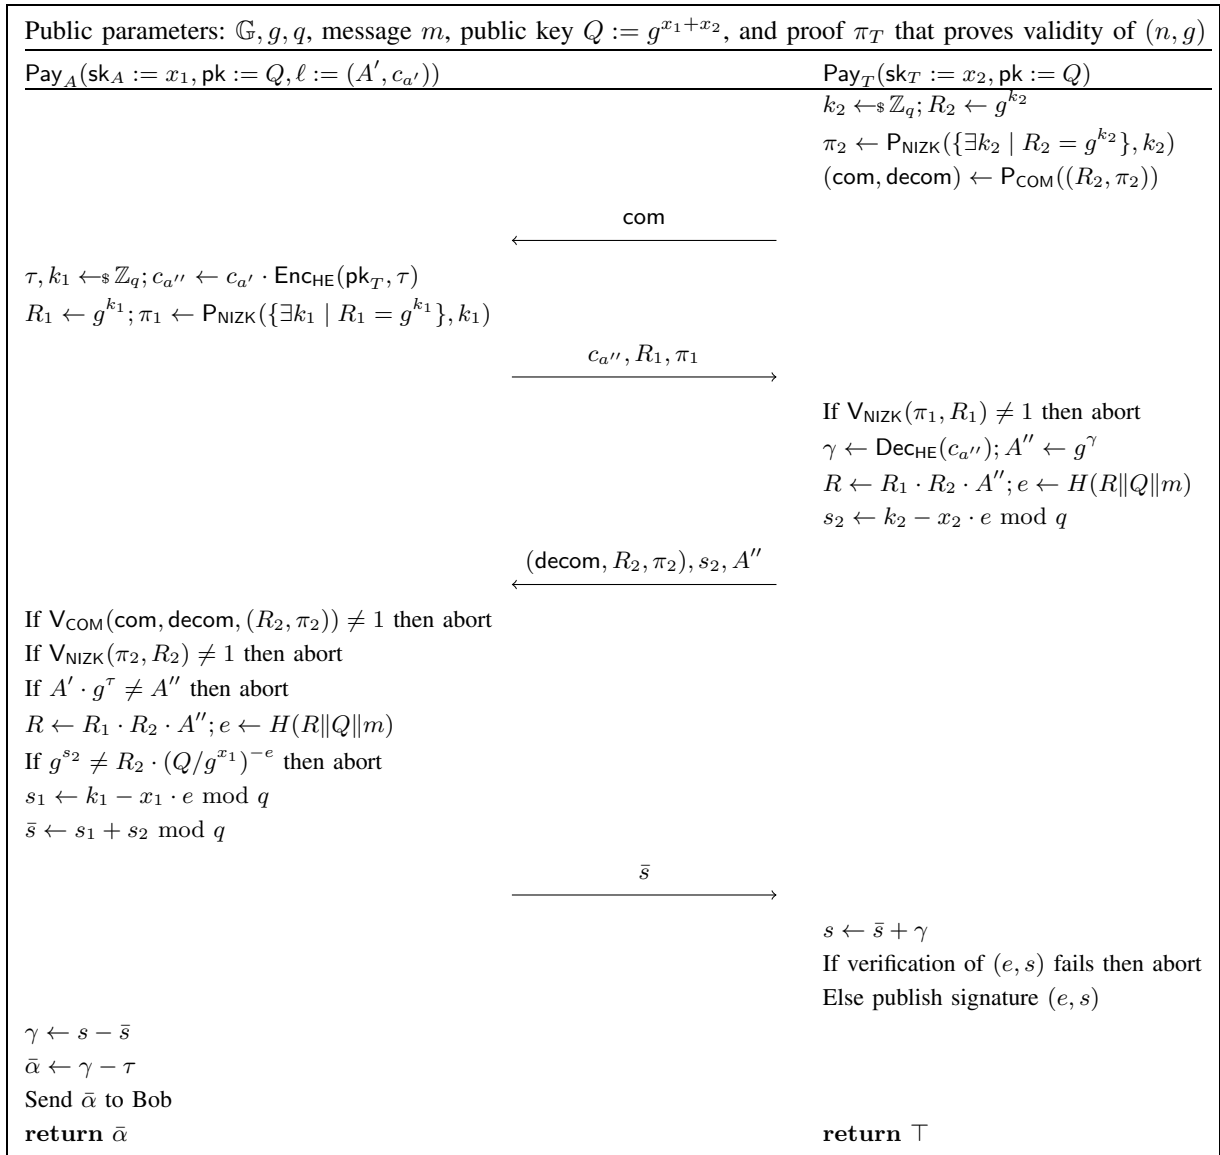 Public parameters: 𝔾, g, q, message m, public key Q := g^{x_1+x_2}, and proof π_T that proves validity of (n, g)
Pay_A(sk_A := x_1, pk := Q, ℓ := (A′, c_{a′})) Pay_T(sk_T := x_2, pk := Q)
k_2 ←$ ℤ_q; R_2 ← g^{k_2}
π_2 ← P_NIZK({∃k_2 | R_2 = g^{k_2}}, k_2)
(com, decom) ← P_COM((R_2, π_2))
com
τ, k_1 ←$ ℤ_q; c_{a″} ← c_{a′} · Enc_HE(pk_T, τ)
R_1 ← g^{k_1}; π_1 ← P_NIZK({∃k_1 | R_1 = g^{k_1}}, k_1)
c_{a″}, R_1, π_1
If V_NIZK(π_1, R_1) ≠ 1 then abort
γ ← Dec_HE(c_{a″}); A″ ← g^γ
R ← R_1 · R_2 · A″; e ← H(R‖Q‖m)
s_2 ← k_2 − x_2 · e mod q
(decom, R_2, π_2), s_2, A″
If V_COM(com, decom, (R_2, π_2)) ≠ 1 then abort
If V_NIZK(π_2, R_2) ≠ 1 then abort
If A′ · g^τ ≠ A″ then abort
R ← R_1 · R_2 · A″; e ← H(R‖Q‖m)
If g^{s_2} ≠ R_2 · (Q/g^{x_1})^{−e} then abort
s_1 ← k_1 − x_1 · e mod q
s̄ ← s_1 + s_2 mod q
s̄
s ← s̄ + γ
If verification of (e, s) fails then abort
Else publish signature (e, s)
γ ← s − s̄
ᾱ ← γ − τ
Send ᾱ to Bob
return ᾱ return ⊤